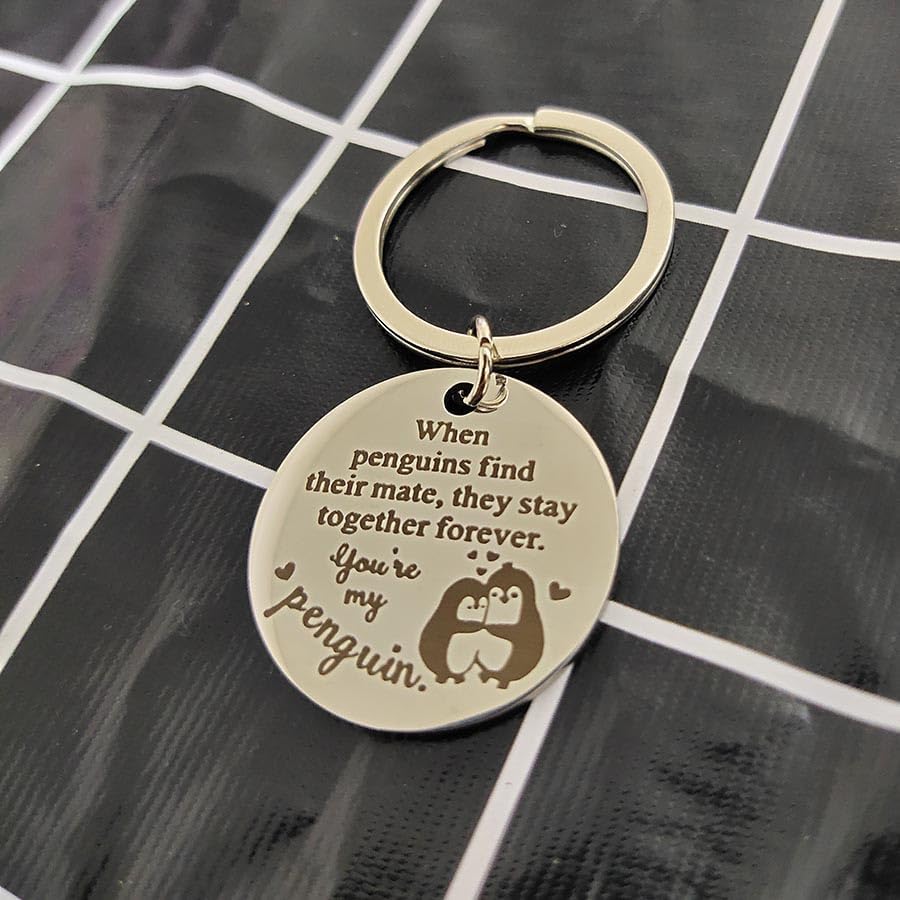 When
penguins find
their mate, they stay
together forever.
You're
my
penguin.